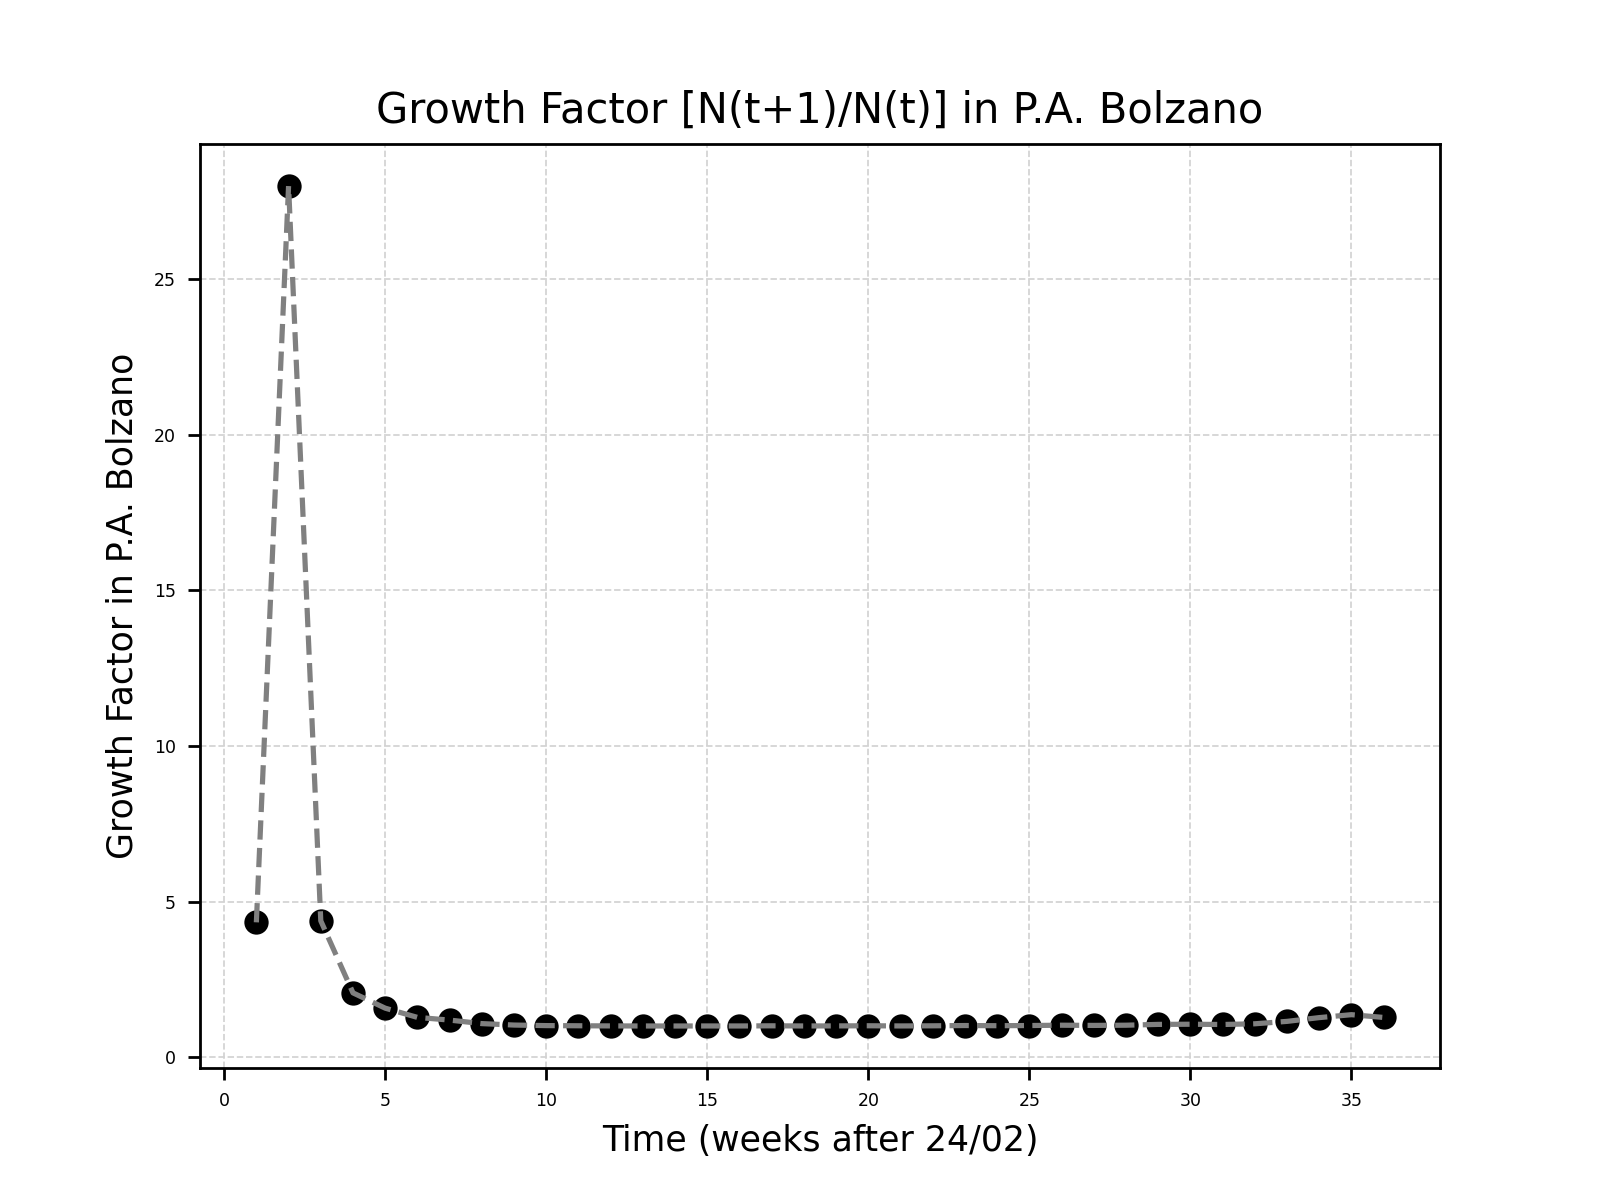 Growth Factor [N(t+1)/N(t)] in P.A. Bolzano
Growth Factor in P.A. Bolzano
25
20
15
10
5
0
0 5 10 15 20 25 30 35
Time (weeks after 24/02)